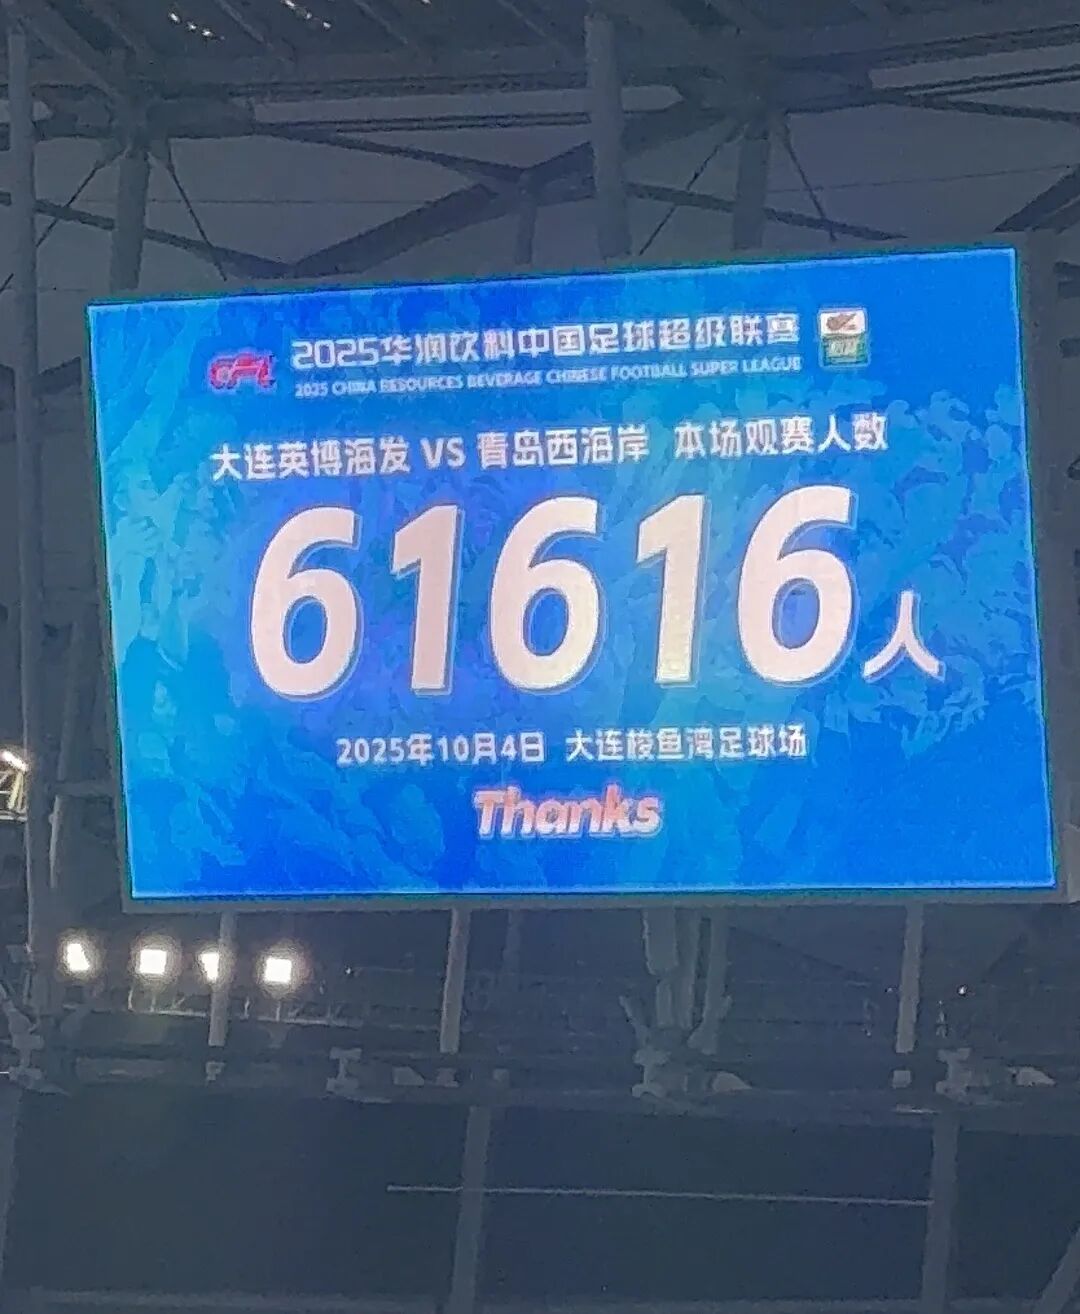 CFL
2025华润饮料中国足球超级联赛
2025 CHINA RESOURCES BEVERAGE CHINESE FOOTBALL SUPER LEAGUE
大连英博海发 VS 青岛西海岸 本场观赛人数
61616人
2025年10月4日 大连梭鱼湾足球场
Thanks